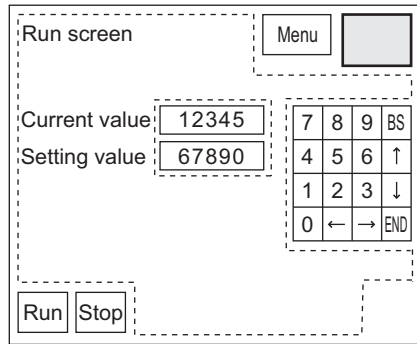 Run screen
Menu
Current value 12345
Setting value 67890
7 8 9 BS
4 5 6 ↑
1 2 3 ↓
0 ← → END
Run Stop